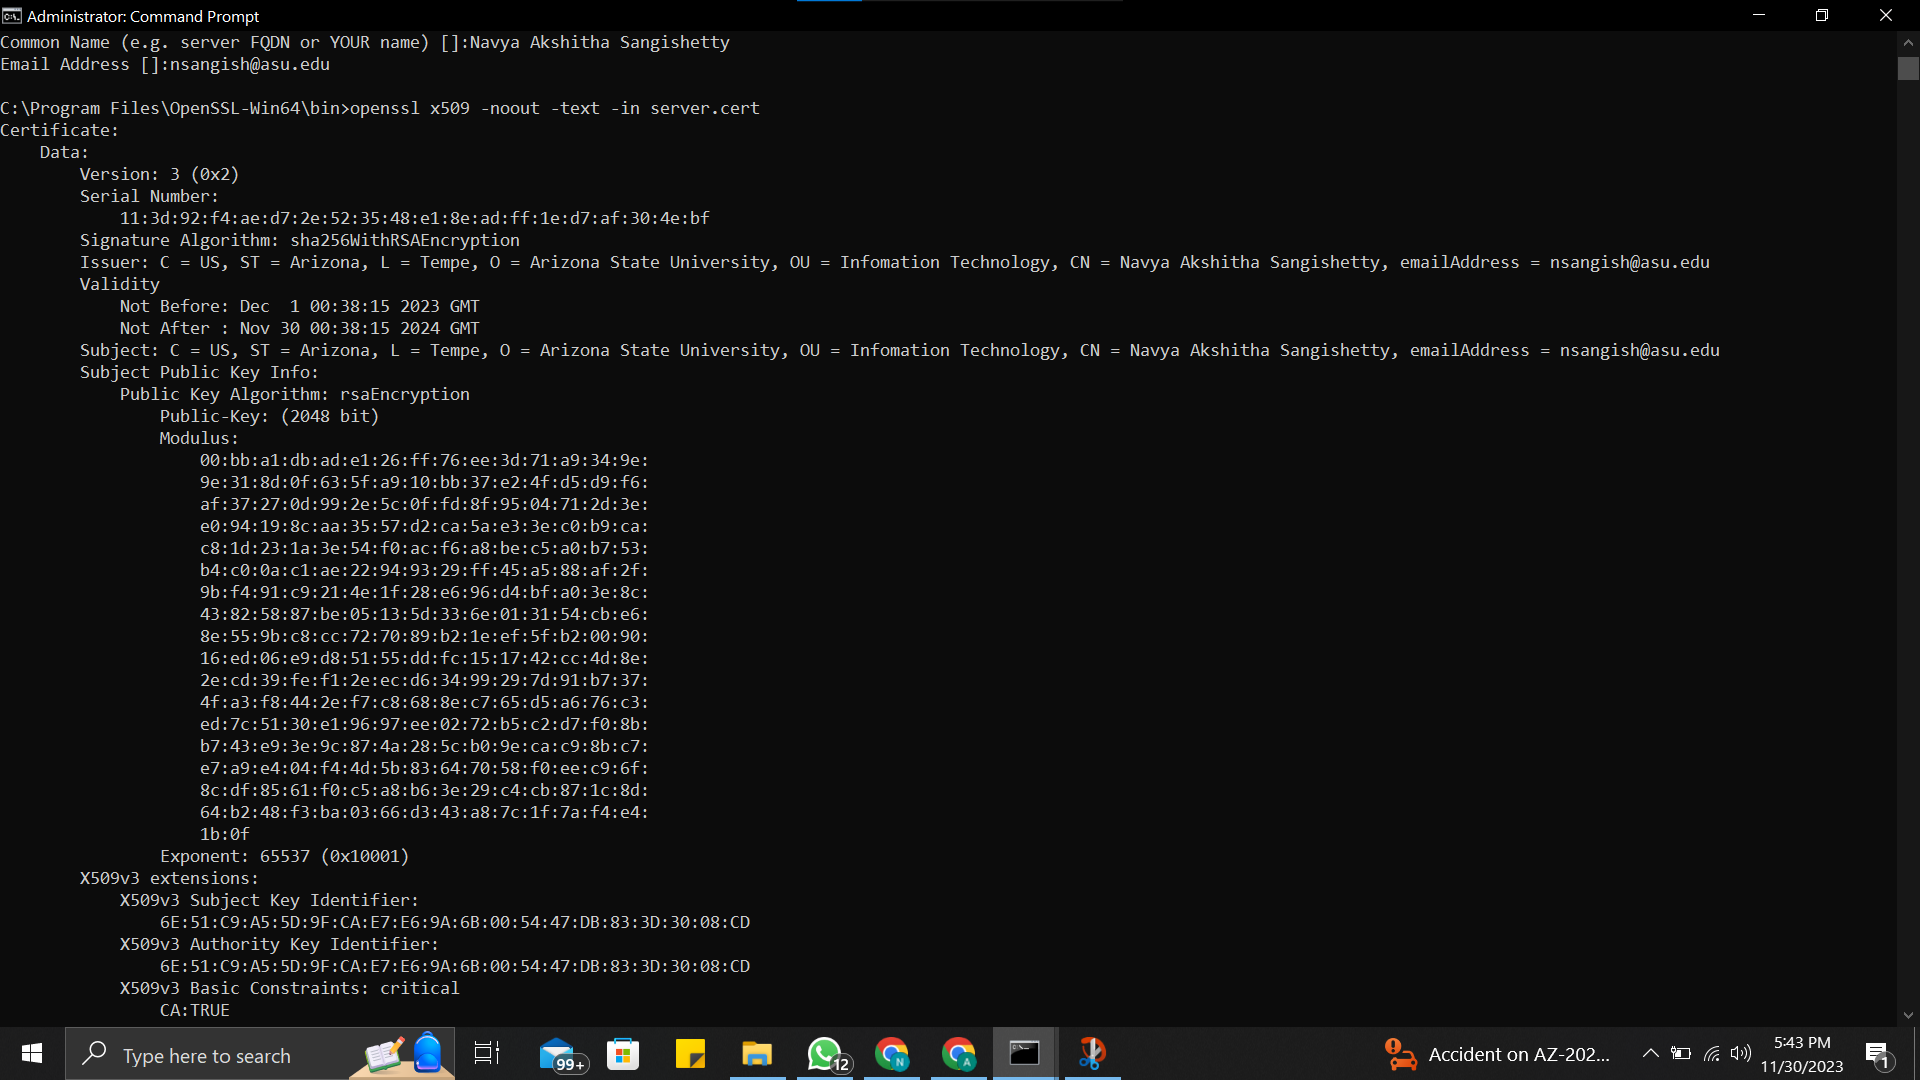 Administrator: Command Prompt
Common Name (e.g. server FQDN or YOUR name) []:Navya Akshitha Sangishetty
Email Address []:nsangish@asu.edu
C:\Program Files\OpenSSL-Win64\bin>openssl x509 -noout -text -in server.cert
Certificate:
    Data:
        Version: 3 (0x2)
        Serial Number:
            11:3d:92:f4:ae:d7:2e:52:35:48:e1:8e:ad:ff:1e:d7:af:30:4e:bf
        Signature Algorithm: sha256WithRSAEncryption
        Issuer: C = US, ST = Arizona, L = Tempe, O = Arizona State University, OU = Infomation Technology, CN = Navya Akshitha Sangishetty, emailAddress = nsangish@asu.edu
        Validity
            Not Before: Dec  1 00:38:15 2023 GMT
            Not After : Nov 30 00:38:15 2024 GMT
        Subject: C = US, ST = Arizona, L = Tempe, O = Arizona State University, OU = Infomation Technology, CN = Navya Akshitha Sangishetty, emailAddress = nsangish@asu.edu
        Subject Public Key Info:
            Public Key Algorithm: rsaEncryption
                Public-Key: (2048 bit)
                Modulus:
                    00:bb:a1:db:ad:e1:26:ff:76:ee:3d:71:a9:34:9e:
                    9e:31:8d:0f:63:5f:a9:10:bb:37:e2:4f:d5:d9:f6:
                    af:37:27:0d:99:2e:5c:0f:fd:8f:95:04:71:2d:3e:
                    e0:94:19:8c:aa:35:57:d2:ca:5a:e3:3e:c0:b9:ca:
                    c8:1d:23:1a:3e:54:f0:ac:f6:a8:be:c5:a0:b7:53:
                    b4:c0:0a:c1:ae:22:94:93:29:ff:45:a5:88:af:2f:
                    9b:f4:91:c9:21:4e:1f:28:e6:96:d4:bf:a0:3e:8c:
                    43:82:58:87:be:05:13:5d:33:6e:01:31:54:cb:e6:
                    8e:55:9b:c8:cc:72:70:89:b2:1e:ef:5f:b2:00:90:
                    16:ed:06:e9:d8:51:55:dd:fc:15:17:42:cc:4d:8e:
                    2e:cd:39:fe:f1:2e:ec:d6:34:99:29:7d:91:b7:37:
                    4f:a3:f8:44:2e:f7:c8:68:8e:c7:65:d5:a6:76:c3:
                    ed:7c:51:30:e1:96:97:ee:02:72:b5:c2:d7:f0:8b:
                    b7:43:e9:3e:9c:87:4a:28:5c:b0:9e:ca:c9:8b:c7:
                    e7:a9:e4:04:f4:4d:5b:83:64:70:58:f0:ee:c9:6f:
                    8c:df:85:61:f0:c5:a8:b6:3e:29:c4:cb:87:1c:8d:
                    64:b2:48:f3:ba:03:66:d3:43:a8:7c:1f:7a:f4:e4:
                    1b:0f
                Exponent: 65537 (0x10001)
        X509v3 extensions:
            X509v3 Subject Key Identifier:
                6E:51:C9:A5:5D:9F:CA:E7:E6:9A:6B:00:54:47:DB:83:3D:30:08:CD
            X509v3 Authority Key Identifier:
                6E:51:C9:A5:5D:9F:CA:E7:E6:9A:6B:00:54:47:DB:83:3D:30:08:CD
            X509v3 Basic Constraints: critical
                CA:TRUE
Type here to search
99+
12
N
A
Accident on AZ-202...
5:43 PM
11/30/2023
1